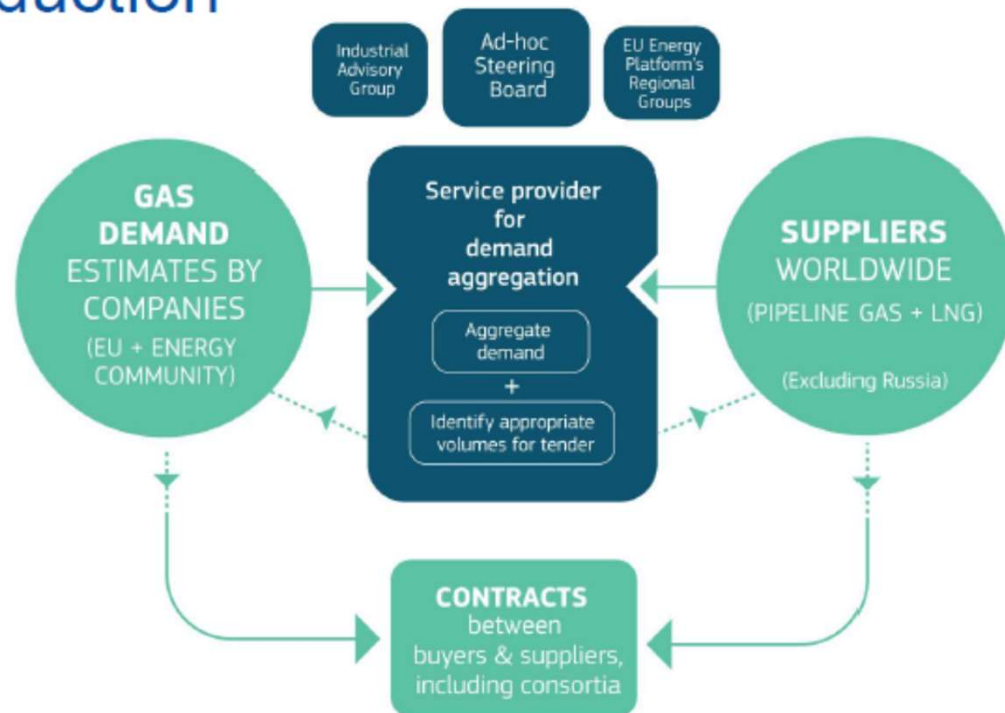 Industrial
Advisory
Group
Ad-hoc
Steering
Board
EU Energy
Platform's
Regional
Groups
GAS
DEMAND
ESTIMATES BY
COMPANIES
(EU + ENERGY
COMMUNITY)
Service provider
for
demand
aggregation
Aggregate
demand
+
Identify appropriate
volumes for tender
SUPPLIERS
WORLDWIDE
(PIPELINE GAS + LNG)
(Excluding Russia)
CONTRACTS
between
buyers & suppliers,
including consortia